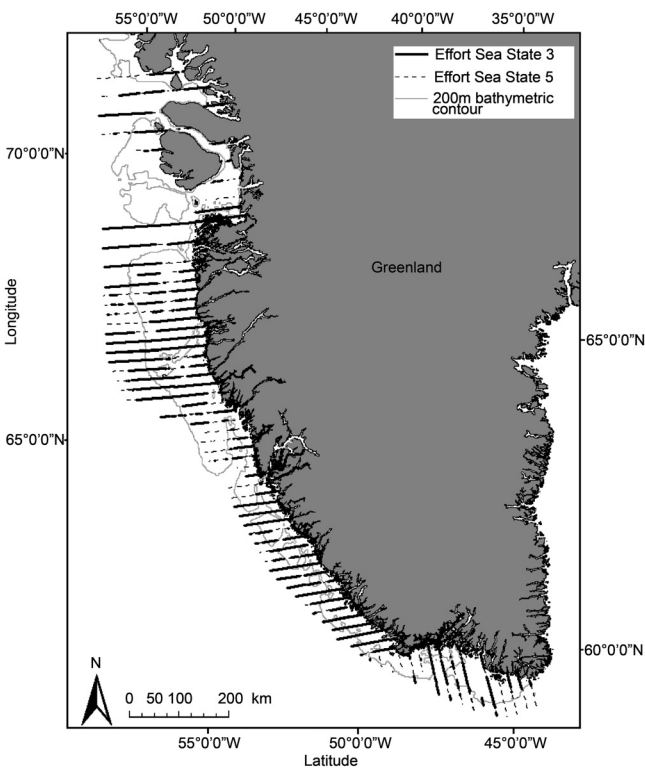 55°0'0"W 50°0'0"W 45°0'0"W 40°0'0"W 35°0'0"W
Effort Sea State 3
Effort Sea State 5
200m bathymetric
contour
70°0'0"N
Greenland
Longitude
65°0'0"N
65°0'0"N
60°0'0"N
N
0 50 100 200 km
55°0'0"W 50°0'0"W 45°0'0"W
Latitude